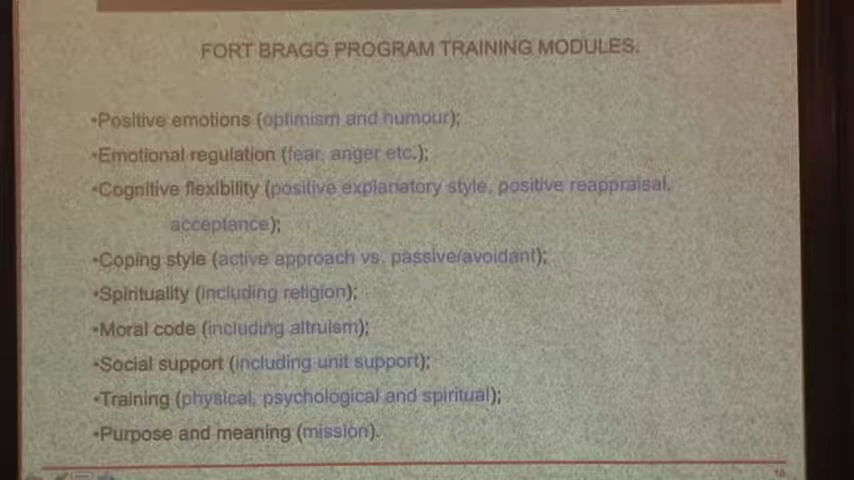 FORT BRAGG PROGRAM TRAINING MODULES.
•Positive emotions (optimism and humour);
•Emotional regulation (fear, anger etc.);
•Cognitive flexibility (positive explanatory style, positive reappraisal,
acceptance);
•Coping style (active approach vs. passive/avoidant);
•Spirituality (including religion);
•Moral code (including altruism);
•Social support (including unit support);
•Training (physical, psychological and spiritual);
•Purpose and meaning (mission).